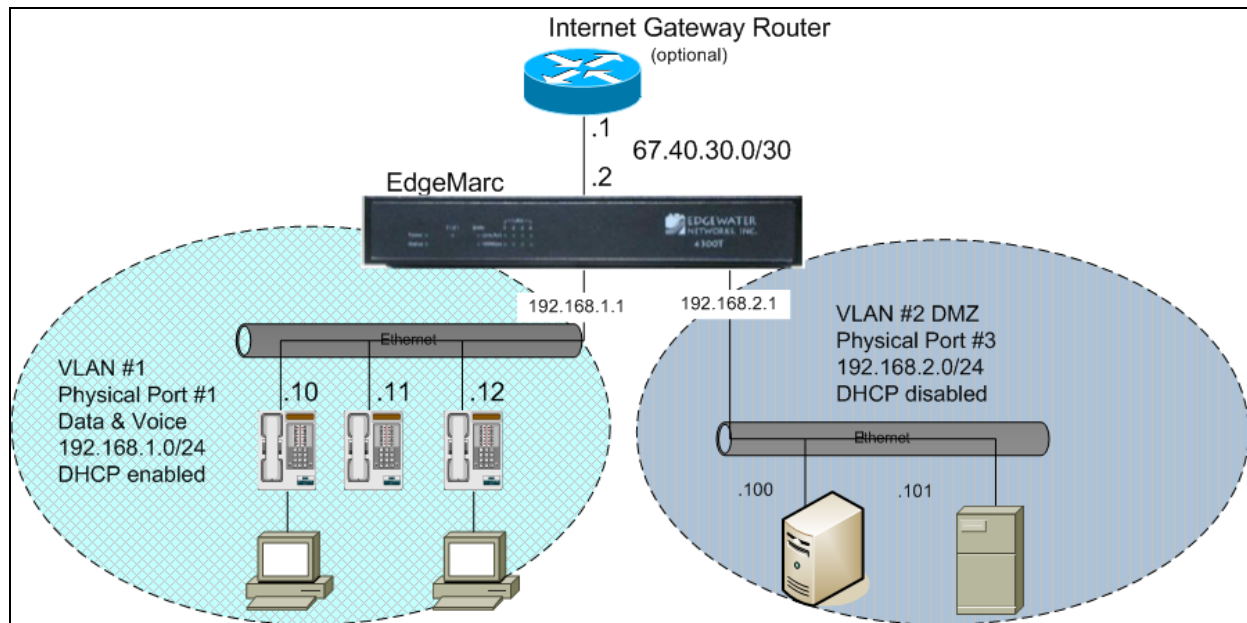 Internet Gateway Router
(optional)
.1
67.40.30.0/30
.2
EdgeMarc
EDGEWATER
NETWORKS INC.
4300T
192.168.1.1
192.168.2.1
Ethernet
VLAN #1
Physical Port #1
Data & Voice
192.168.1.0/24
DHCP enabled
.10
.11
.12
VLAN #2 DMZ
Physical Port #3
192.168.2.0/24
DHCP disabled
Ethernet
.100
.101